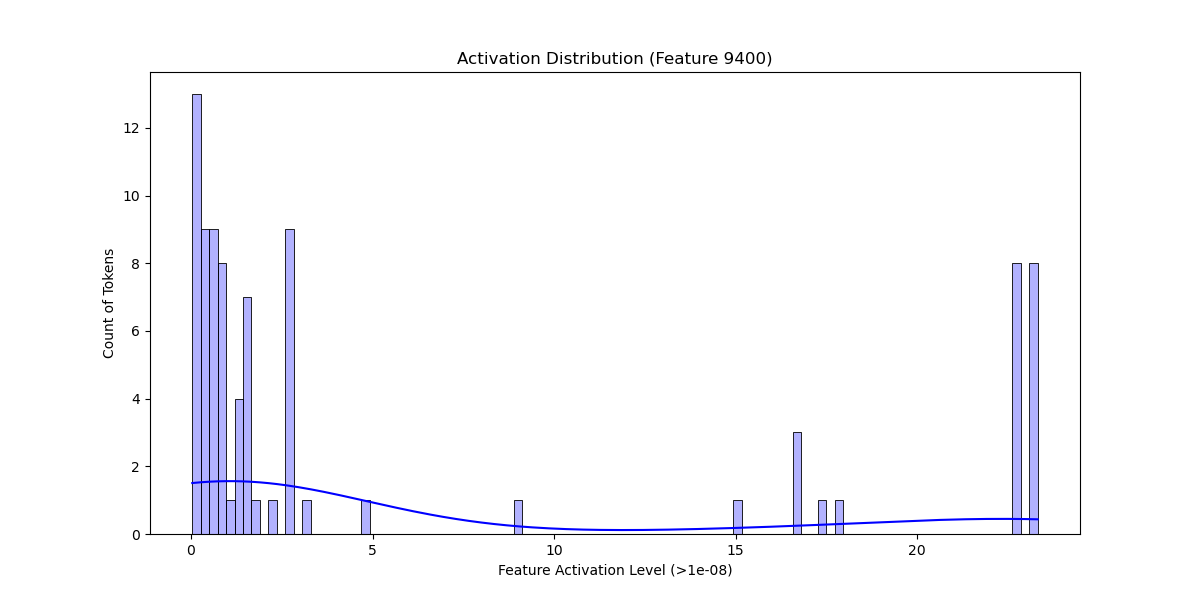 Activation Distribution (Feature 9400)
Count of Tokens
12
10
8
6
4
2
0
0 5 10 15 20
Feature Activation Level (>1e-08)